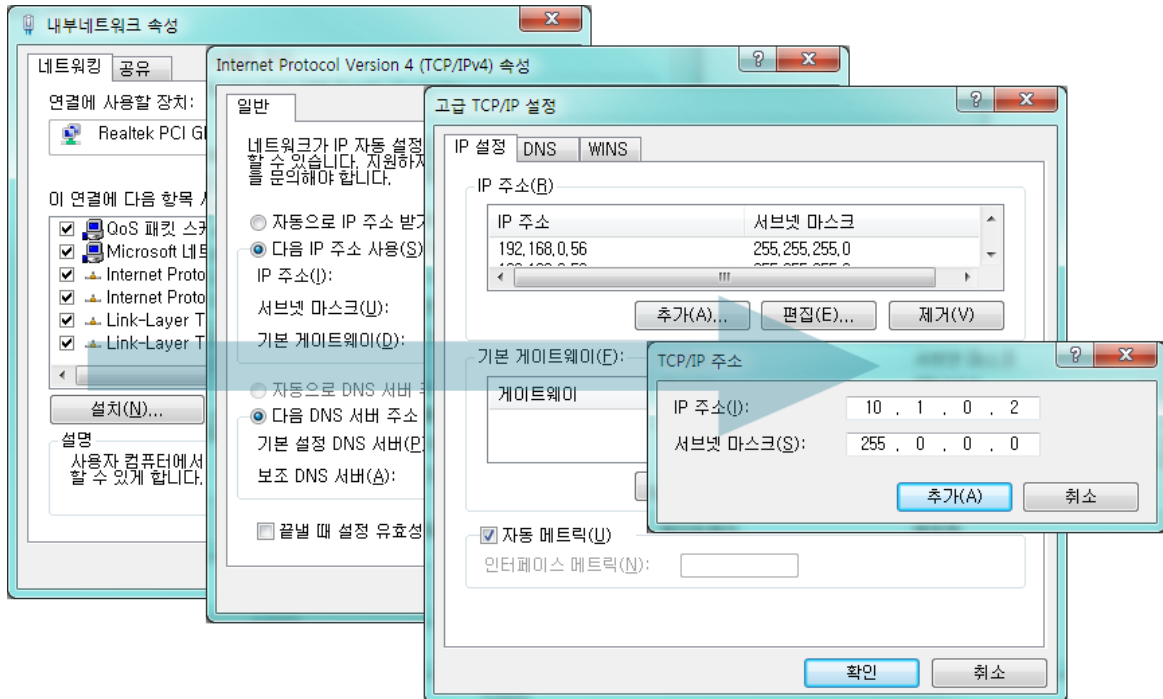 내부네트워크 속성
네트워킹
공유
연결에 사용할 장치:
Realtek PCI
이 연결에 다음 항목
QoS 패킷
Microsoft
Internet
Internet
Link-Layer
Link-Layer
설치(N)...
설명
사용자 컴퓨터에서
할 수 있게 합니다.
Internet Protocol Version 4 (TCP/IPv4) 속성
일반
네트워크가 IP 자동 설정
할 수 있습니다. 지원하지
를 문의해야 합니다.
자동으로 IP 주소 받기
다음 IP 주소 사용(S)
IP 주소(I):
서브넷 마스크(U):
기본 게이트웨이(D):
자동으로 DNS 서버
다음 DNS 서버 주소
기본 설정 DNS 서버(P)
보조 DNS 서버(A):
끝낼 때 설정 유효성
고급 TCP/IP 설정
IP 설정
DNS
WINS
IP 주소(R)
IP 주소 서브넷 마스크
192.168.0.56 255.255.255.0
추가(A)... 편집(E)... 제거(V)
기본 게이트웨이(F):
게이트웨이
자동 메트릭(U)
인터페이스 메트릭(N):
확인 취소
TCP/IP 주소
IP 주소(I): 10 . 1 . 0 . 2
서브넷 마스크(S): 255 . 0 . 0 . 0
추가(A) 취소